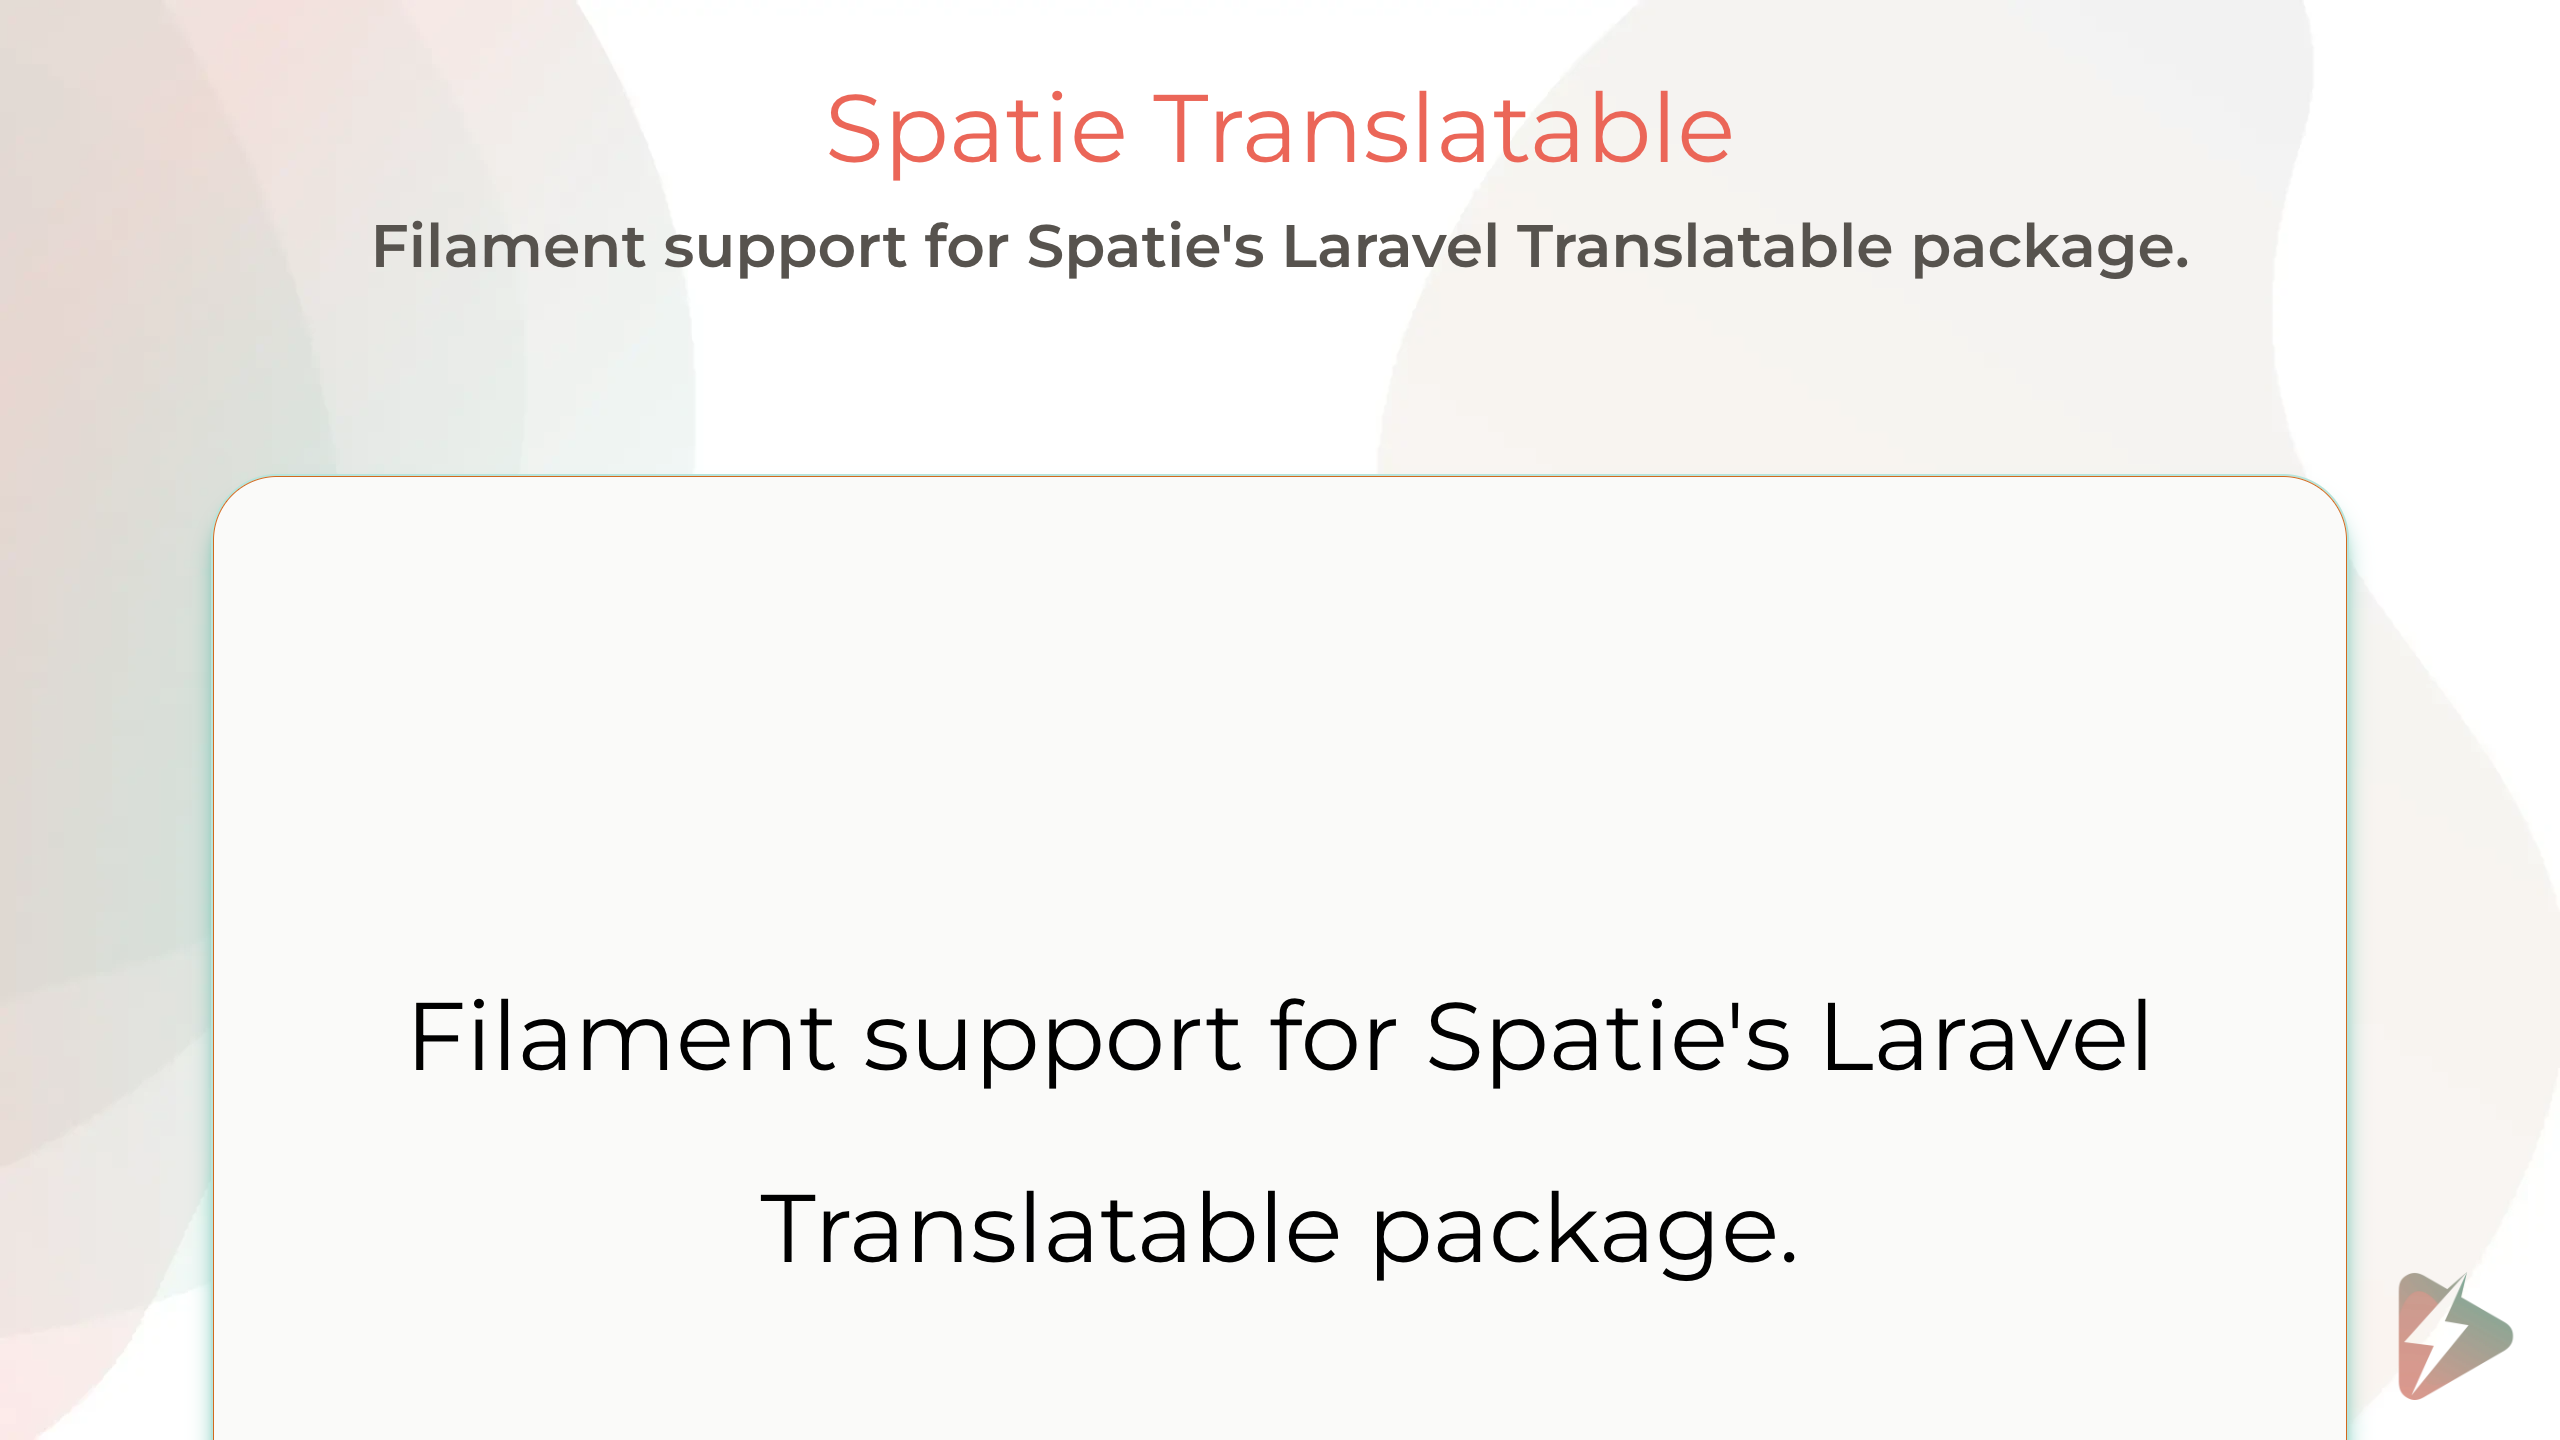 Spatie Translatable
Filament support for Spatie's Laravel Translatable package.
Filament support for Spatie's Laravel
Translatable package.